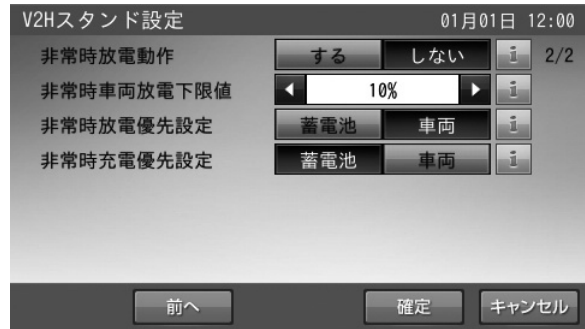 V2Hスタンド設定 01月01日 12:00
非常時放電動作 する しない i 2/2
非常時車両放電下限値 ◀ 10% ▶ i
非常時放電優先設定 蓄電池 車両 i
非常時充電優先設定 蓄電池 車両 i
前へ 確定 キャンセル